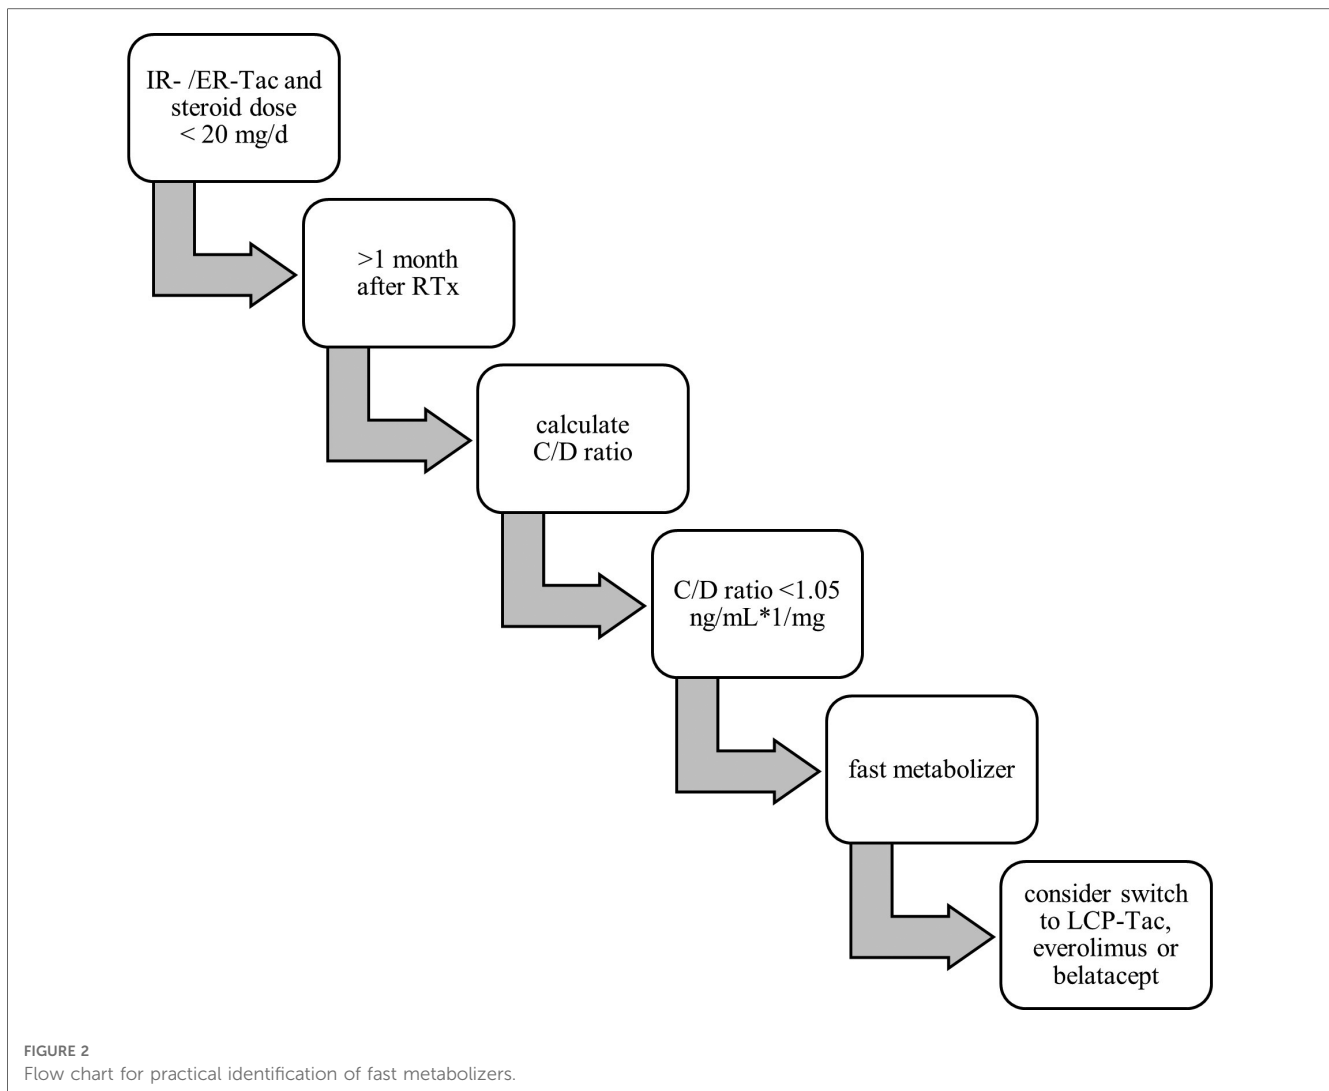 IR- /ER-Tac and
steroid dose
< 20 mg/d
>1 month
after RTx
calculate
C/D ratio
C/D ratio <1.05
ng/mL*1/mg
fast metabolizer
consider switch
to LCP-Tac,
everolimus or
belatacept
FIGURE 2
Flow chart for practical identification of fast metabolizers.